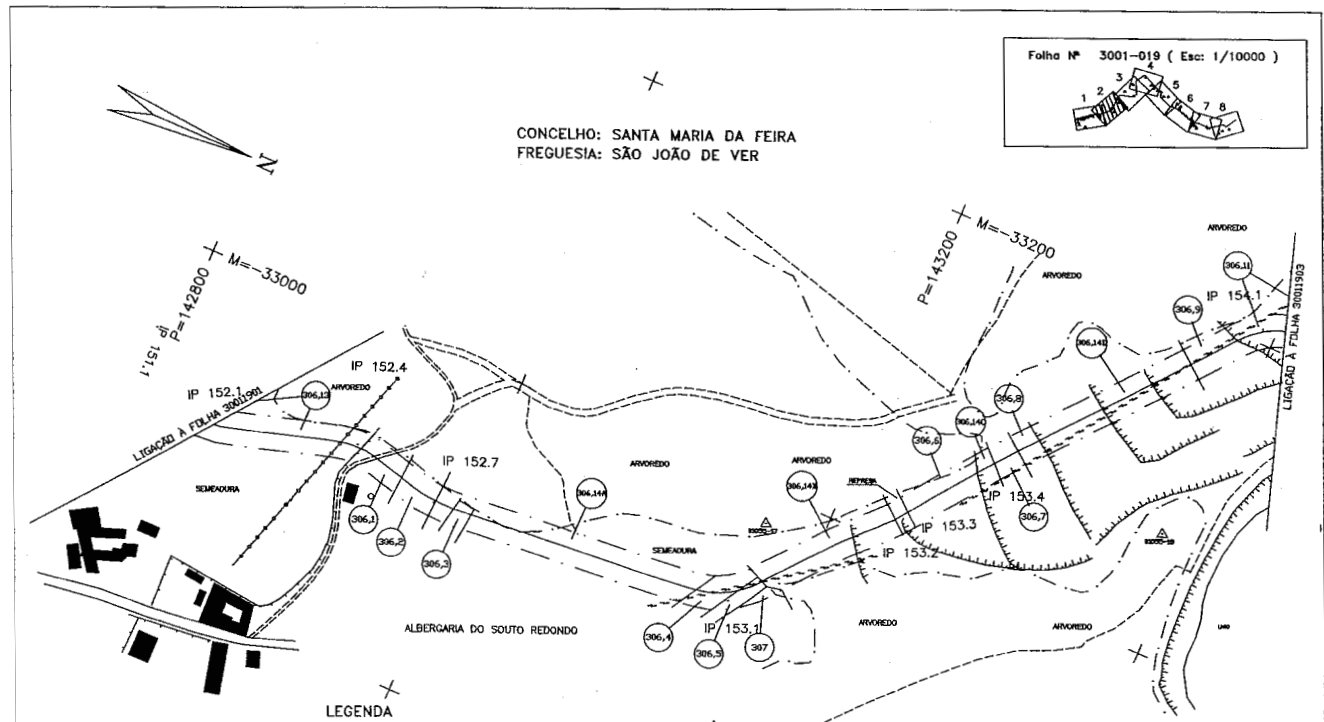 Folha Nº 3001-019 ( Esc: 1/10000 )
1 2 3 4 5 6 7 8
N
CONCELHO: SANTA MARIA DA FEIRA
FREGUESIA: SÃO JOÃO DE VER
M=-33000
P=142800
IP 151.1
M=-33200
P=143200
ARVOREDO
ARVOREDO
306,11
IP 154.1
306,9
LIGAÇÃO À FOLHA 30011903
IP 152.4
IP 152.1
ARVOREDO
306,13
LIGAÇÃO À FOLHA 30011901
306,8
306,14C
306,6
IP 152.7
ARVOREDO
ARVOREDO
SEMEADURA
306,14A
REPRESA
306,1
IP 153.4
306,7
306,2
IP 153.3
306,3
SEMEADURA
IP 153.2
ALBERGARIA DO SOUTO REDONDO
306,4
IP 153.1
306,5
307
ARVOREDO
ARVOREDO
LEGENDA